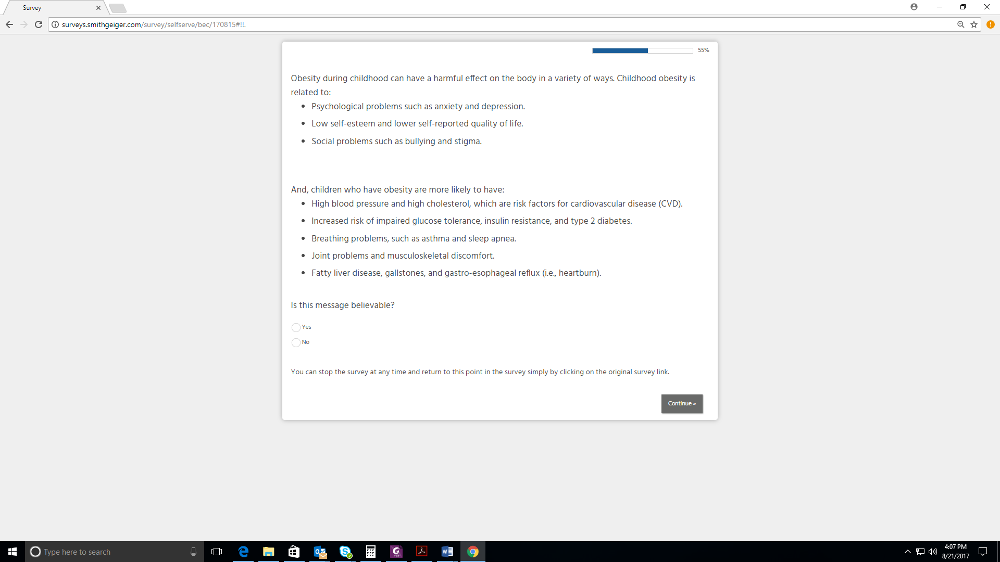 Survey
surveys.smithgeiger.com/survey/selfserve/bec/170815#!!.
55%
Obesity during childhood can have a harmful effect on the body in a variety of ways. Childhood obesity is
related to:
• Psychological problems such as anxiety and depression.
• Low self-esteem and lower self-reported quality of life.
• Social problems such as bullying and stigma.
And, children who have obesity are more likely to have:
• High blood pressure and high cholesterol, which are risk factors for cardiovascular disease (CVD).
• Increased risk of impaired glucose tolerance, insulin resistance, and type 2 diabetes.
• Breathing problems, such as asthma and sleep apnea.
• Joint problems and musculoskeletal discomfort.
• Fatty liver disease, gallstones, and gastro-esophageal reflux (i.e., heartburn).
Is this message believable?
Yes
No
You can stop the survey at any time and return to this point in the survey simply by clicking on the original survey link.
Continue »
Type here to search
4:07 PM
8/21/2017